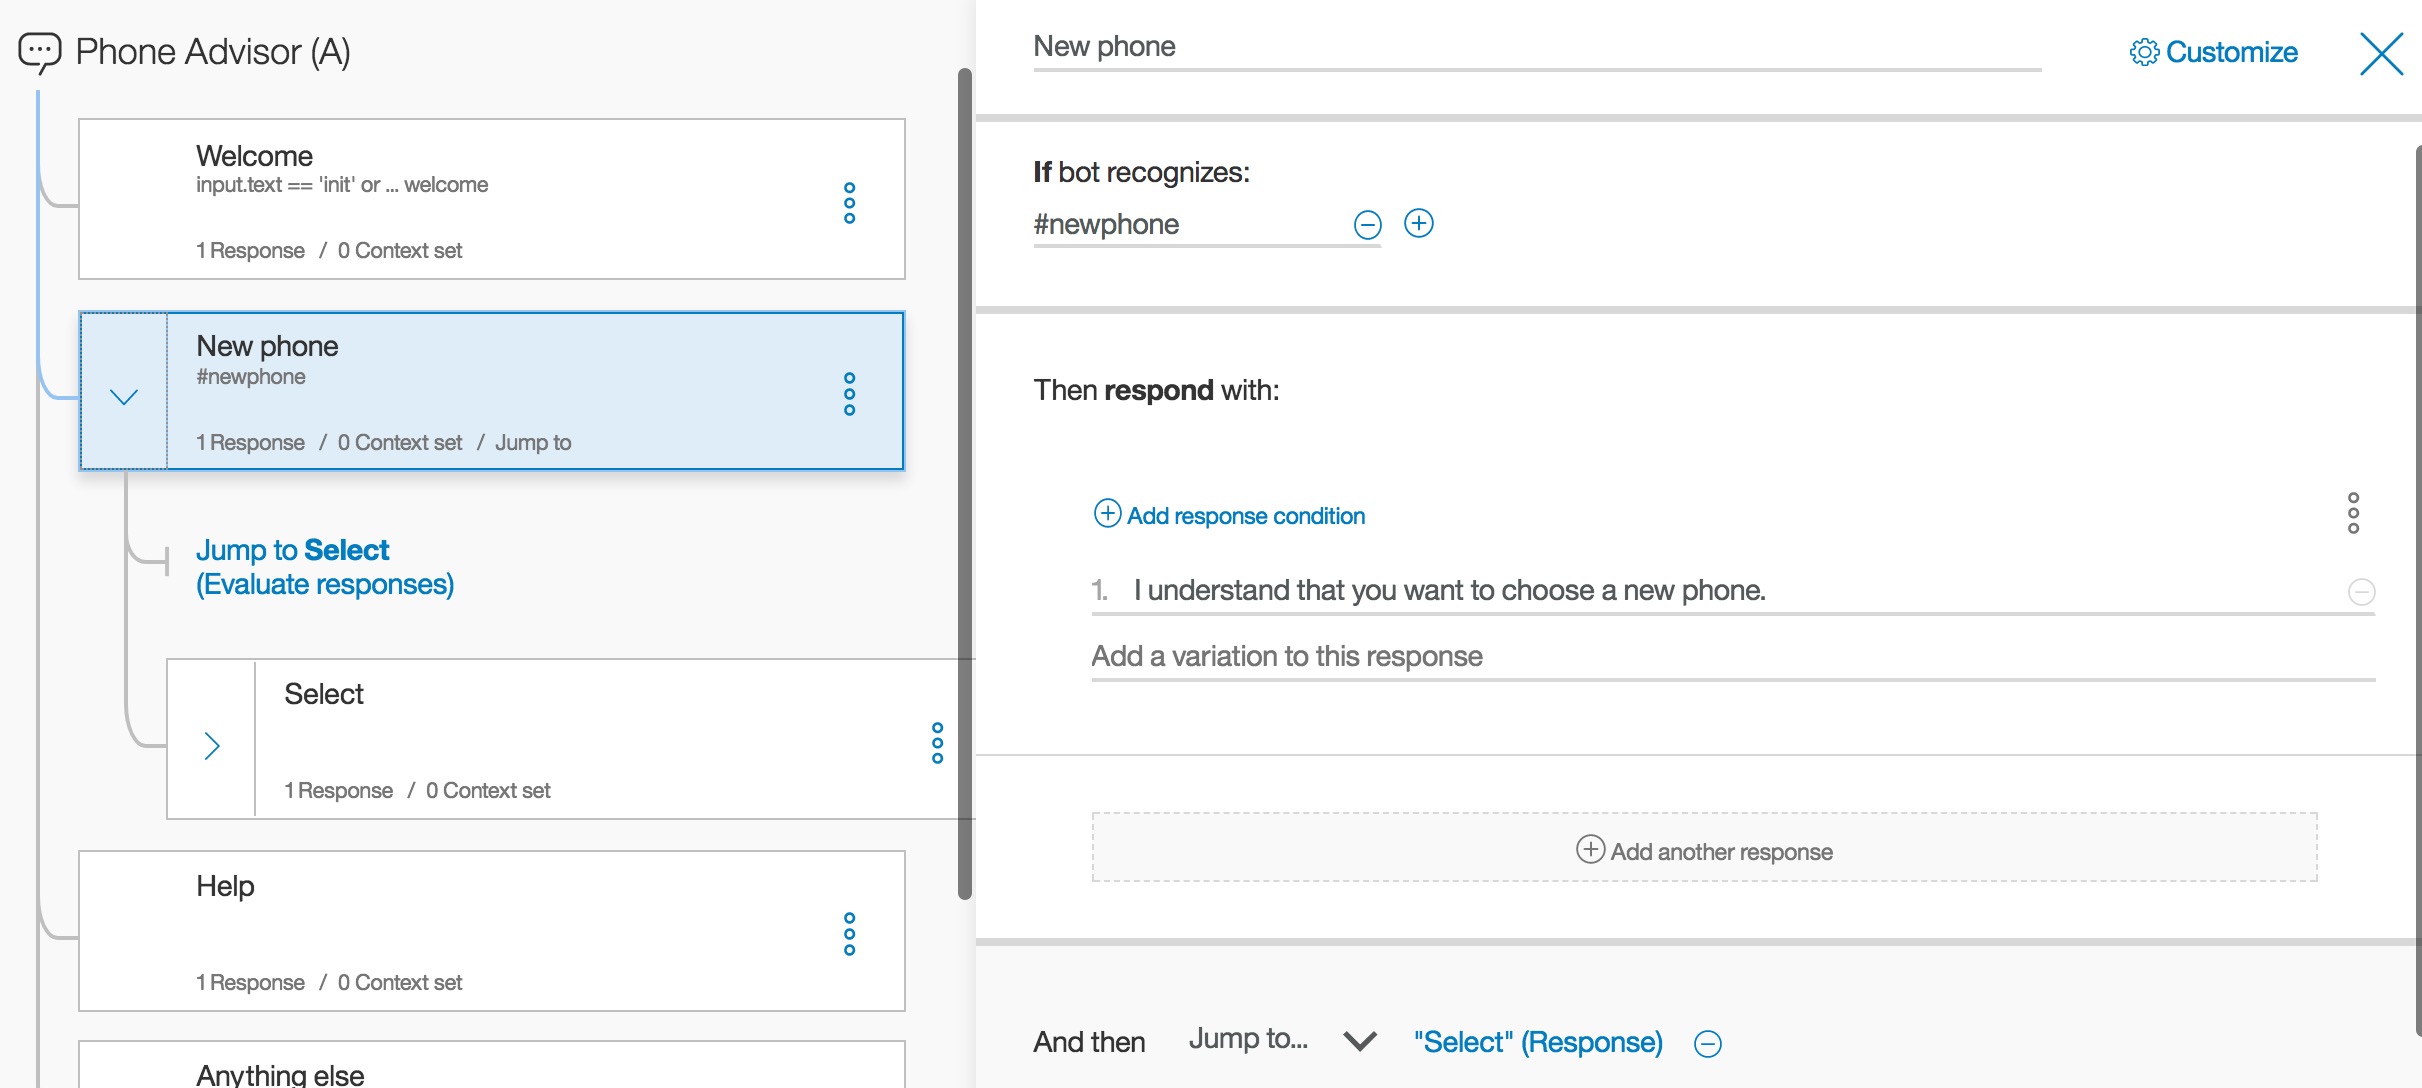 Phone Advisor (A)
Welcome
input.text == 'init' or ... welcome
1 Response / 0 Context set
New phone
#newphone
1 Response / 0 Context set / Jump to
Jump to Select
(Evaluate responses)
Select
1 Response / 0 Context set
Help
1 Response / 0 Context set
Anything else
New phone
Customize
If bot recognizes:
#newphone
Then respond with:
Add response condition
1. I understand that you want to choose a new phone.
Add a variation to this response
Add another response
And then Jump to... "Select" (Response)